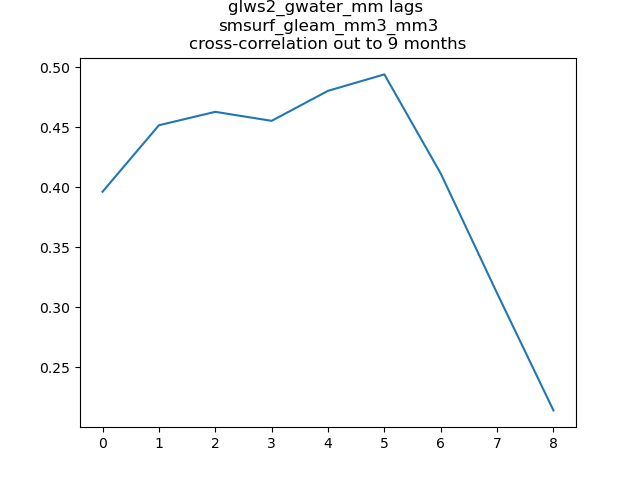 glws2_gwater_mm lags
smsurf_gleam_mm3_mm3
cross-correlation out to 9 months
0.50
0.45
0.40
0.35
0.30
0.25
0 1 2 3 4 5 6 7 8